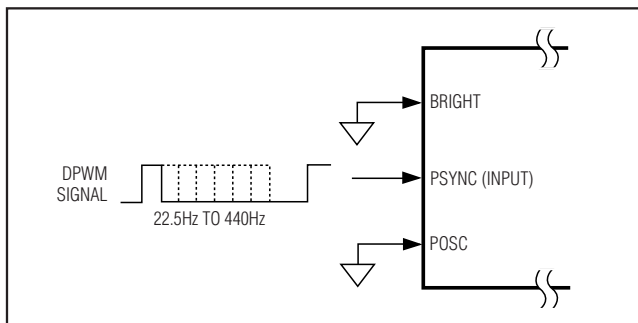 BRIGHT
DPWM
SIGNAL
PSYNC (INPUT)
22.5Hz TO 440Hz
POSC